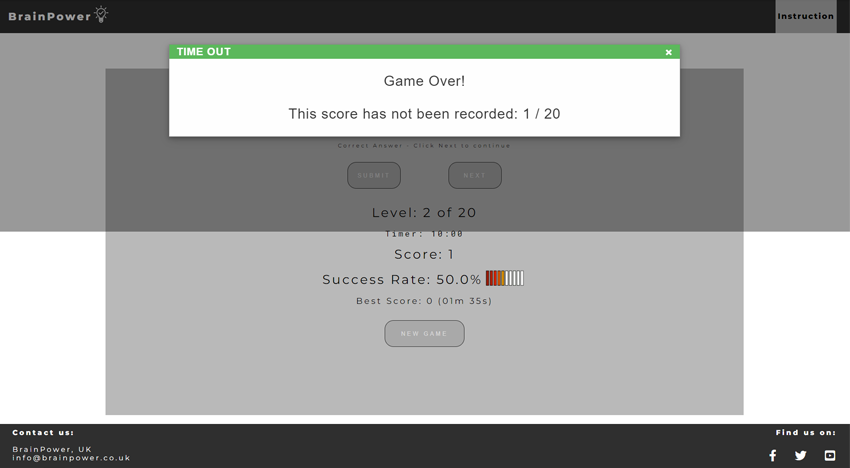 BrainPower
Instruction
TIME OUT
×
Game Over!
This score has not been recorded: 1 / 20
Correct Answer - Click Next to continue
SUBMIT
NEXT
Level: 2 of 20
Timer: 10:00
Score: 1
Success Rate: 50.0%
Best Score: 0 (01m 35s)
NEW GAME
Contact us:
Find us on:
BrainPower, UK
info@brainpower.co.uk